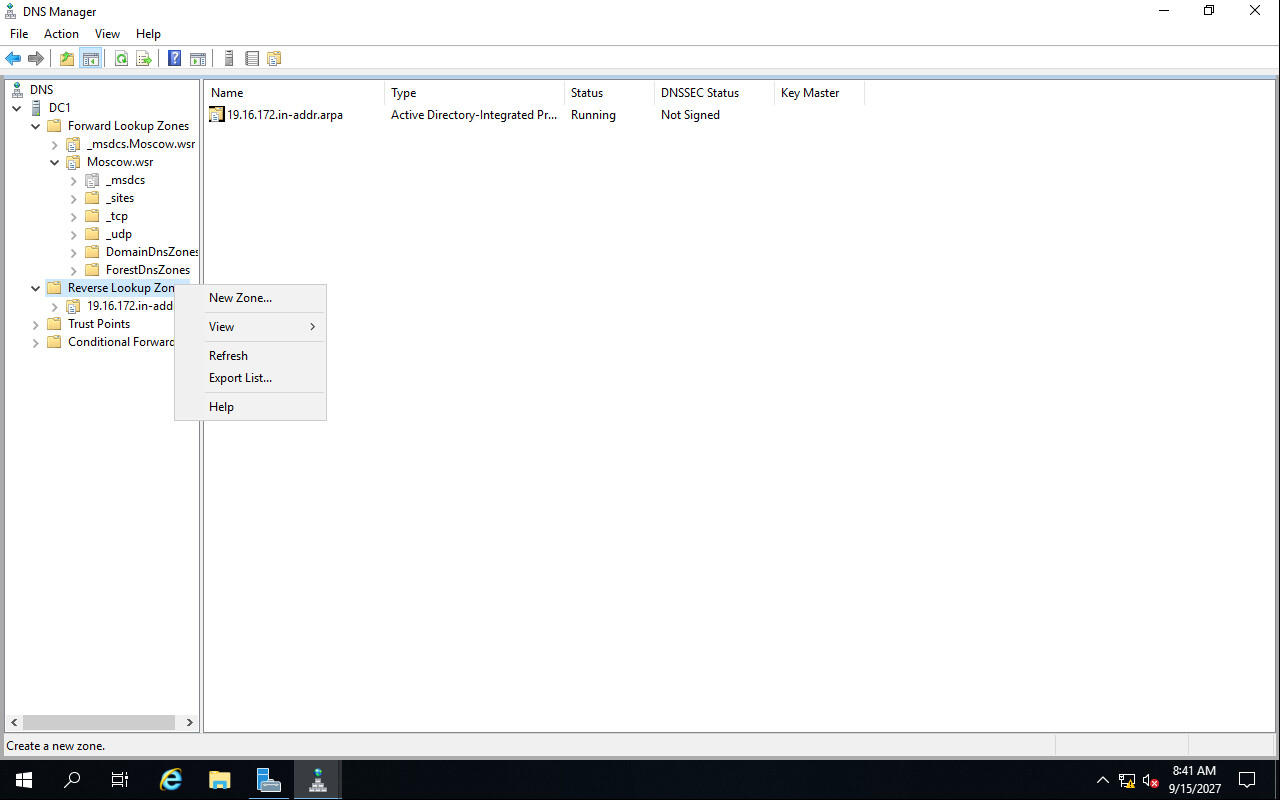 DNS Manager
File Action View Help
DNS
DC1
Forward Lookup Zones
_msdcs.Moscow.wsr
Moscow.wsr
_msdcs
_sites
_tcp
_udp
DomainDnsZones
ForestDnsZones
Reverse Lookup Zon
19.16.172.in-add
Trust Points
Conditional Forward
Name Type Status DNSSEC Status Key Master
19.16.172.in-addr.arpa Active Directory-Integrated Pr... Running Not Signed
New Zone...
View
Refresh
Export List...
Help
Create a new zone.
8:41 AM
9/15/2027